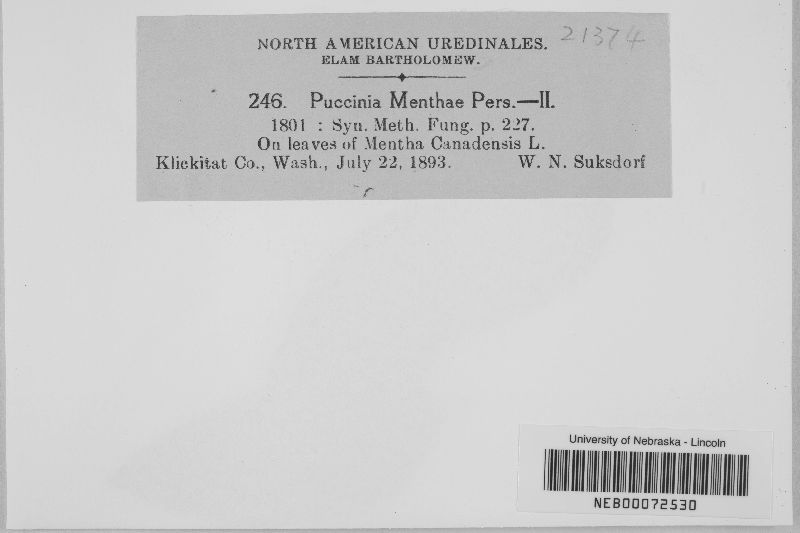 21374
NORTH AMERICAN UREDINALES.
ELAM BARTHOLOMEW.
246. Puccinia Menthae Pers.—II.
1801 : Syn. Meth. Fung. p. 227.
On leaves of Mentha Canadensis L.
Klickitat Co., Wash., July 22, 1893. W. N. Suksdorf
University of Nebraska - Lincoln
NEB00072530